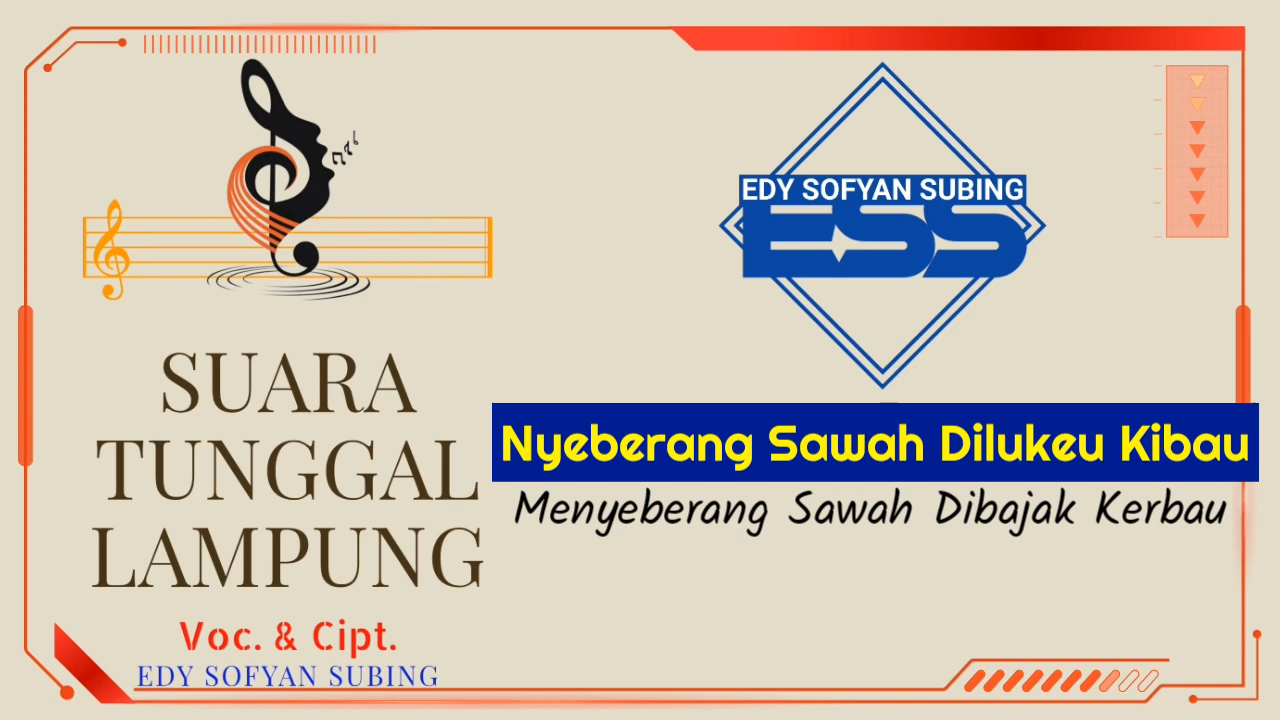 SUARA
TUNGGAL
LAMPUNG
Voc. & Cipt.
EDY SOFYAN SUBING
EDY SOFYAN SUBING
ESS
Nyeberang Sawah Dilukeu Kibau
Menyeberang Sawah Dibajak Kerbau